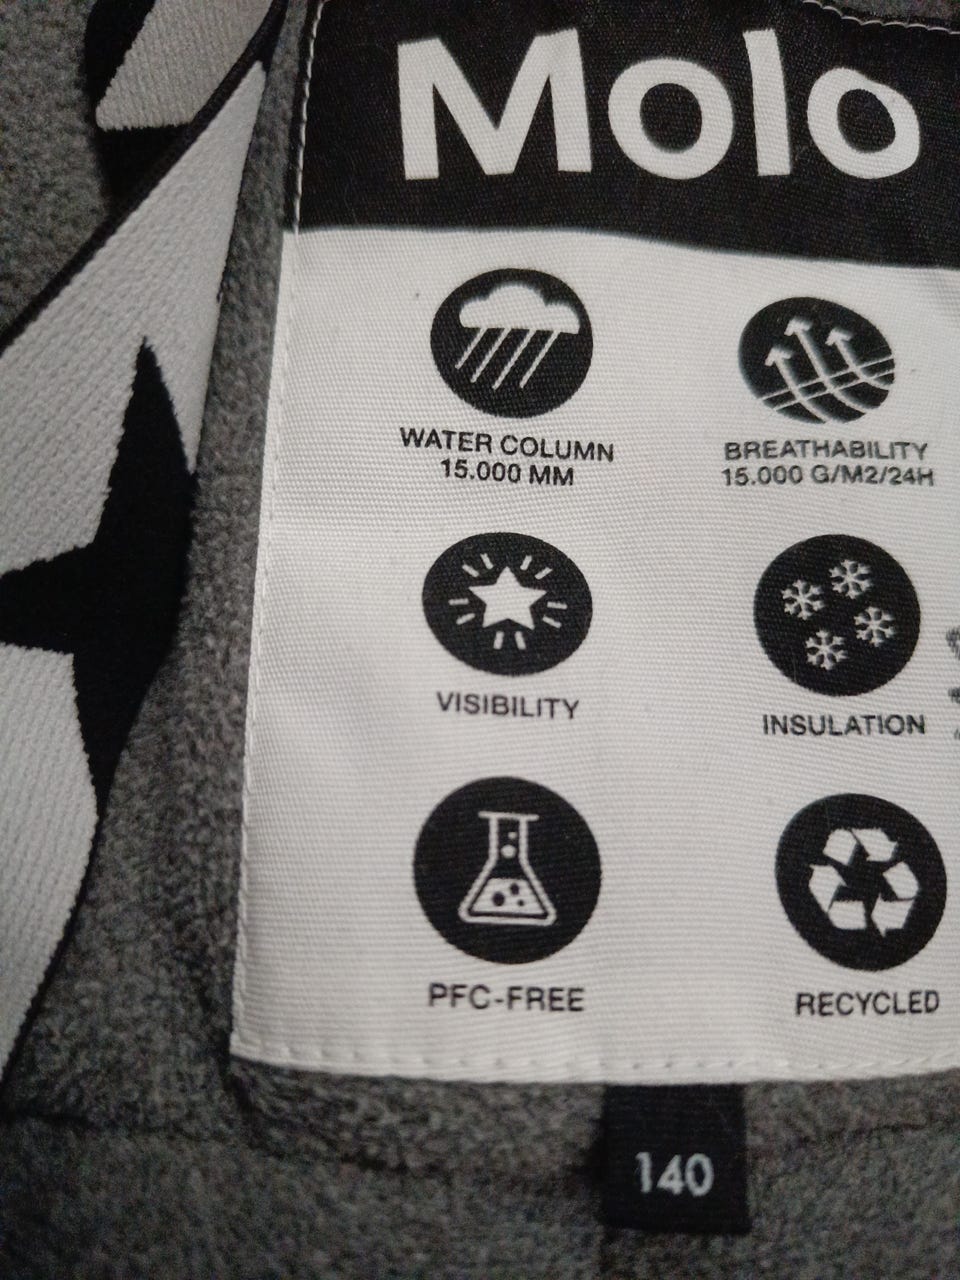 Molo
WATER COLUMN
15.000 MM
BREATHABILITY
15.000 G/M2/24H
VISIBILITY
INSULATION
PFC-FREE
RECYCLED
140